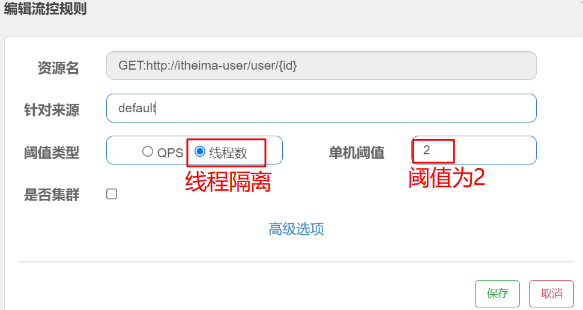 编辑流控规则
资源名 GET:http://itheima-user/user/{id}
针对来源 default
阈值类型 QPS 线程数 单机阈值 2
线程隔离 阈值为2
是否集群
高级选项
保存 取消